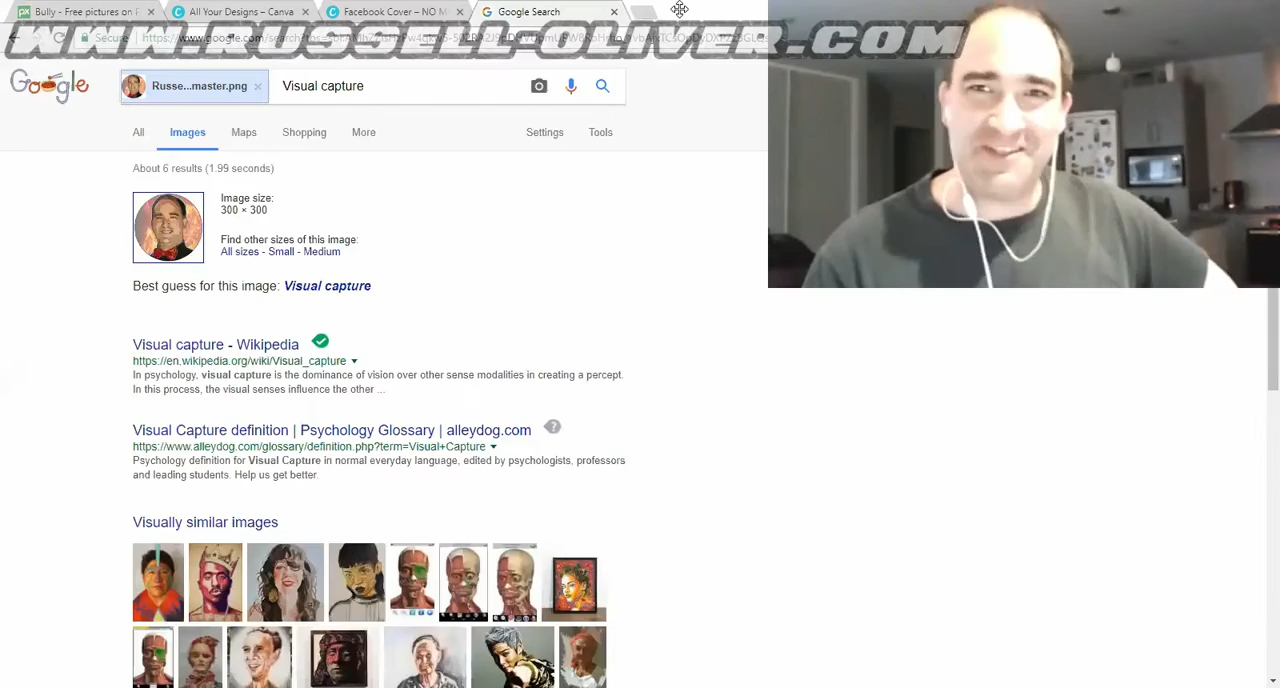 Bully - Free pictures on P
All Your Designes – Canva
Facebook Cover – NO M
Google Search
WWW.RUSSELL-OLIVER.COM
Secure
Google
Russe...master.png
Visual capture
All
Images
Maps
Shopping
More
Settings
Tools
About 6 results (1.99 seconds)
Image size:
300 × 300
Find other sizes of this image:
All sizes - Small - Medium
Best guess for this image: Visual capture
Visual capture - Wikipedia
https://en.wikipedia.org/wiki/Visual_capture
In psychology, visual capture is the dominance of vision over other sense modalities in creating a percept.
In this process, the visual senses influence the other ...
Visual Capture definition | Psychology Glossary | alleydog.com
https://www.alleydog.com/glossary/definition.php?term=Visual+Capture
Psychology definition for Visual Capture in normal everyday language, edited by psychologists, professors
and leading students. Help us get better.
Visually similar images